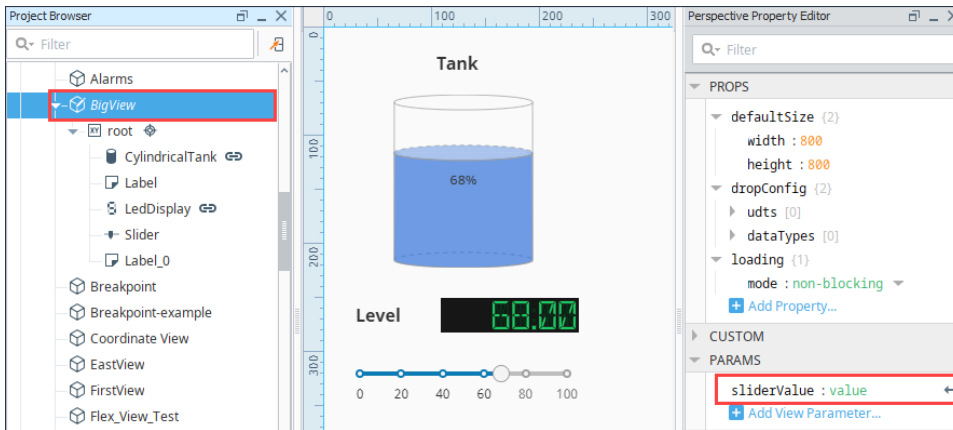 Project Browser
Filter
Alarms
BigView
root
CylindricalTank
Label
LedDisplay
Slider
Label_0
Breakpoint
Breakpoint-example
Coordinate View
EastView
FirstView
Flex_View_Test
0 100 200 300
0
100
200
300
Tank
68%
Level
68.00
0 20 40 60 80 100
Perspective Property Editor
Filter
PROPS
defaultSize {2}
width : 800
height : 800
dropConfig {2}
udts [0]
dataTypes [0]
loading {1}
mode : non-blocking
Add Property...
CUSTOM
PARAMS
sliderValue : value
Add View Parameter...